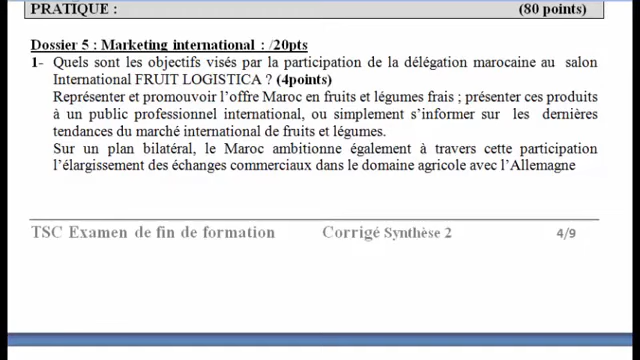 PRATIQUE : (80 points)
Dossier 5 : Marketing international : /20pts
1- Quels sont les objectifs visés par la participation de la délégation marocaine au salon
International FRUIT LOGISTICA ? (4points)
Représenter et promouvoir l’offre Maroc en fruits et légumes frais ; présenter ces produits
à un public professionnel international, ou simplement s’informer sur les dernières
tendances du marché international de fruits et légumes.
Sur un plan bilatéral, le Maroc ambitionne également à travers cette participation
l’élargissement des échanges commerciaux dans le domaine agricole avec l’Allemagne
TSC Examen de fin de formation Corrigé Synthèse 2 4/9